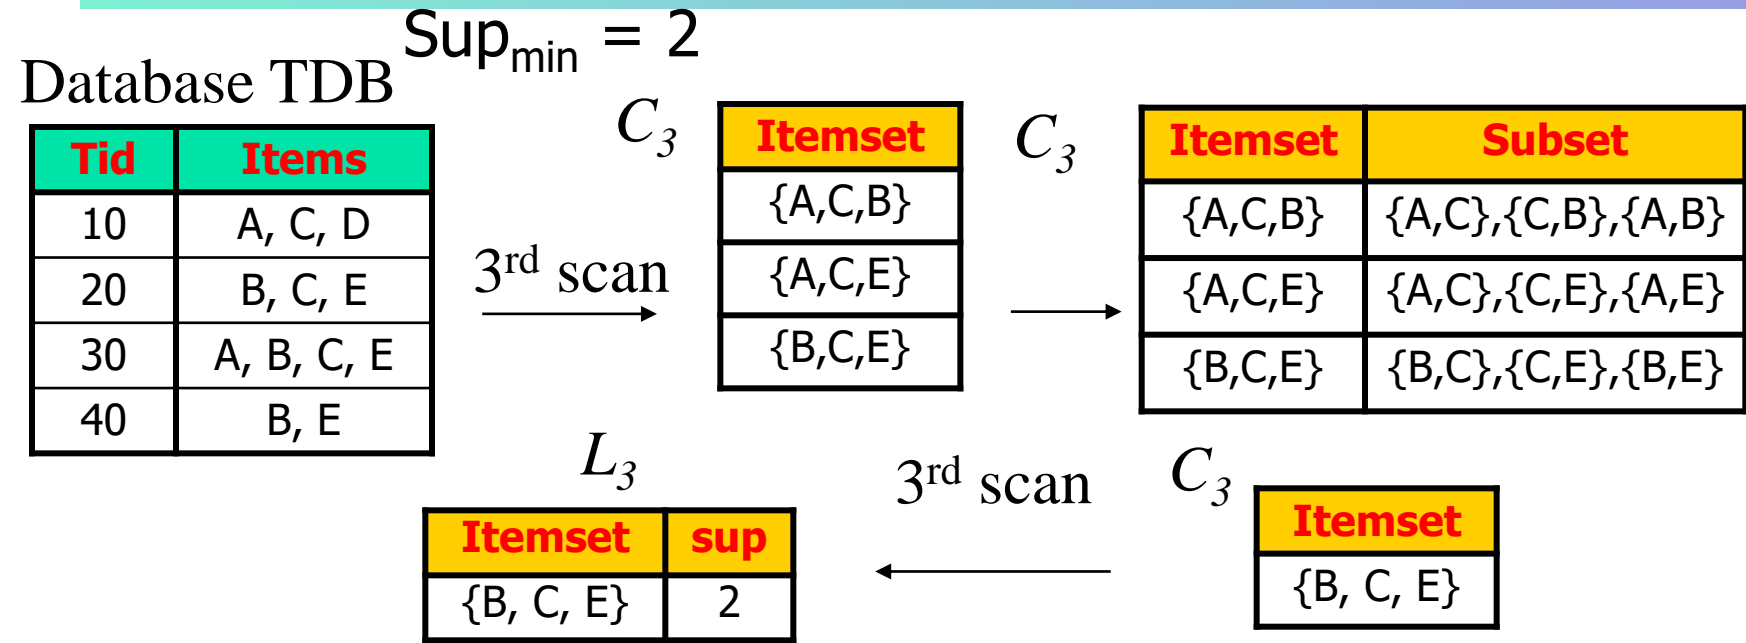 Sup_min = 2
Database TDB
Tid Items
10 A, C, D
20 B, C, E
30 A, B, C, E
40 B, E
3rd scan
C3
Itemset
{A,C,B}
{A,C,E}
{B,C,E}
C3
Itemset Subset
{A,C,B} {A,C},{C,B},{A,B}
{A,C,E} {A,C},{C,E},{A,E}
{B,C,E} {B,C},{C,E},{B,E}
L3
Itemset sup
{B, C, E} 2
3rd scan
C3
Itemset
{B, C, E}